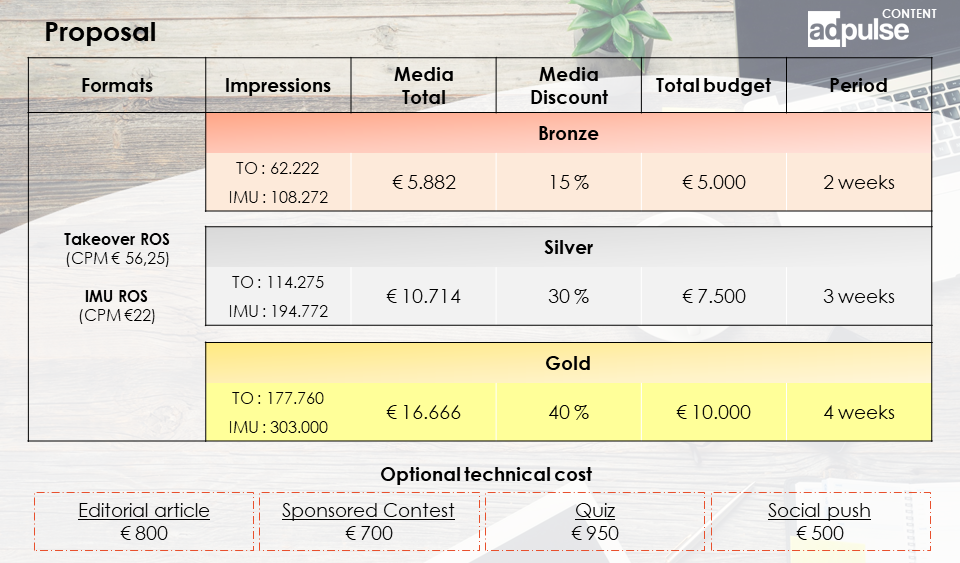 Proposal
CONTENT
adpulse
Formats
Impressions
Media
Total
Media
Discount
Total budget
Period
Bronze
TO : 62.222
IMU : 108.272
€ 5.882
15 %
€ 5.000
2 weeks
Takeover ROS
(CPM € 56,25)
IMU ROS
(CPM €22)
Silver
TO : 114.275
IMU : 194.772
€ 10.714
30 %
€ 7.500
3 weeks
Gold
TO : 177.760
IMU : 303.000
€ 16.666
40 %
€ 10.000
4 weeks
Optional technical cost
Editorial article
€ 800
Sponsored Contest
€ 700
Quiz
€ 950
Social push
€ 500